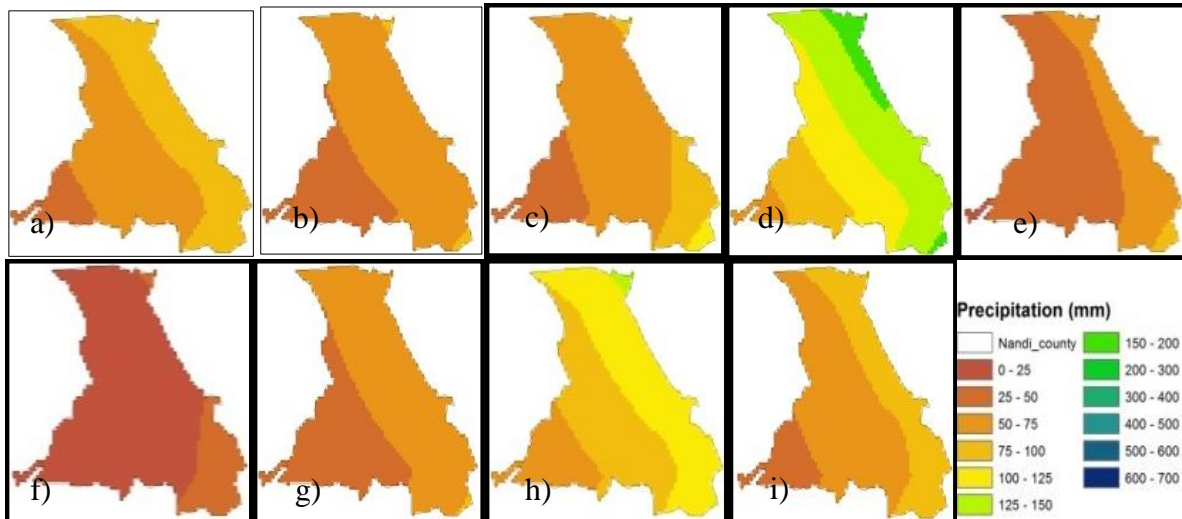 a)
b)
c)
d)
e)
f)
g)
h)
i)
Precipitation (mm)
Nandi_county
0 - 25
25 - 50
50 - 75
75 - 100
100 - 125
125 - 150
150 - 200
200 - 300
300 - 400
400 - 500
500 - 600
600 - 700